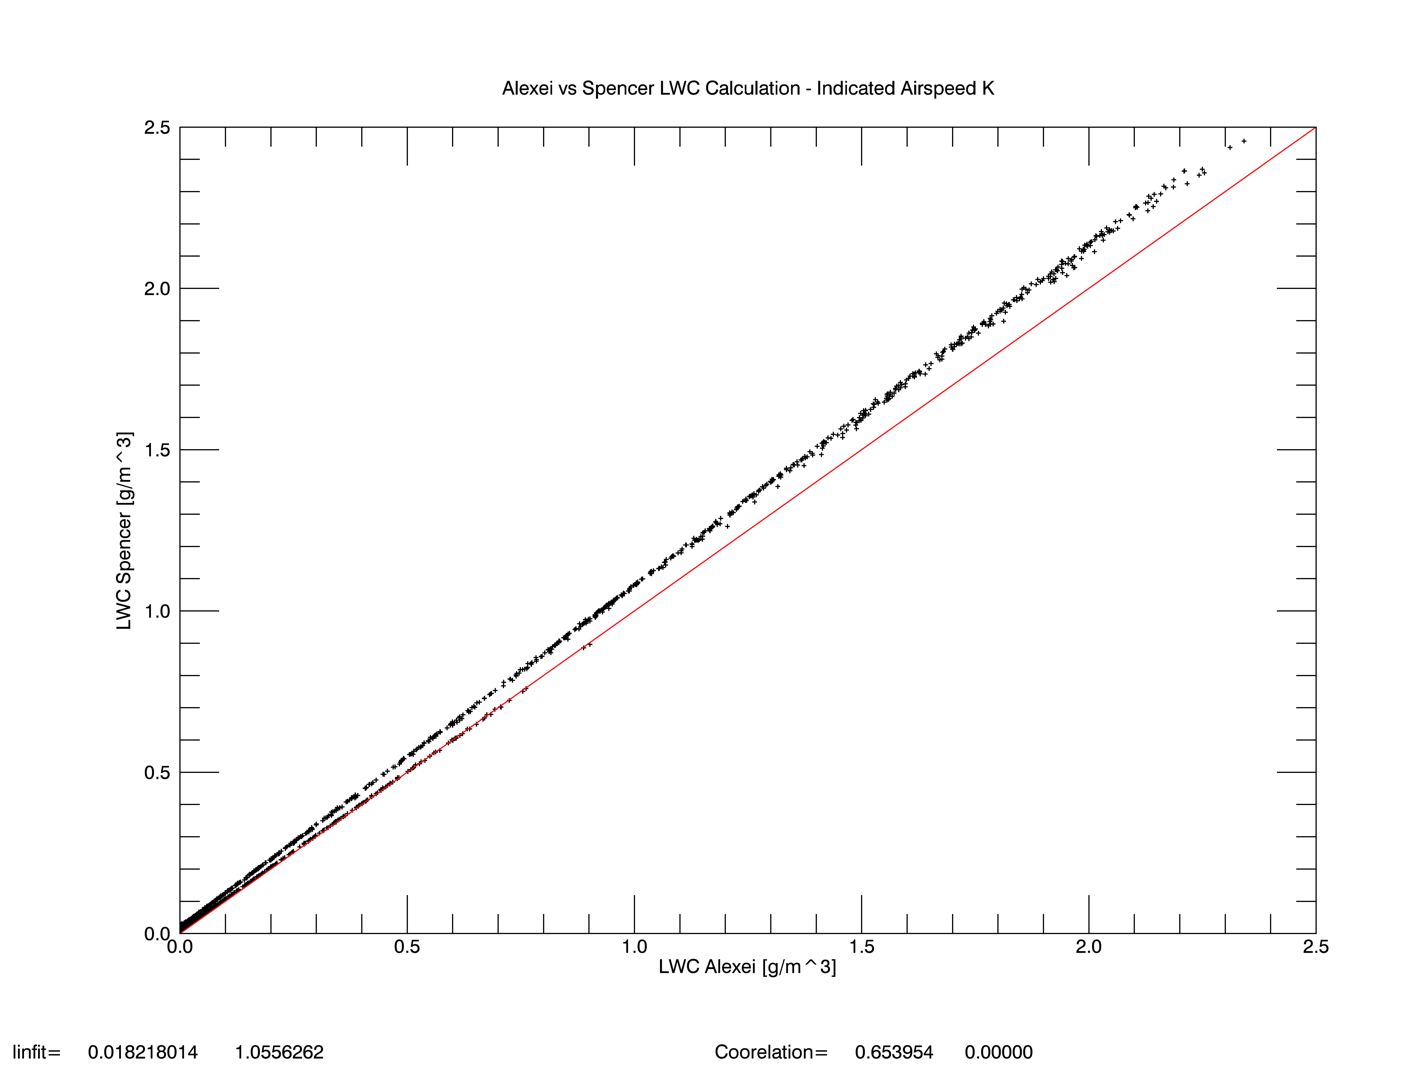 Alexei vs Spencer LWC Calculation - Indicated Airspeed K
2.5
2.0
1.5
1.0
0.5
0.0
LWC Spencer [g/m^3]
0.0 0.5 1.0 1.5 2.0 2.5
LWC Alexei [g/m^3]
linfit= 0.018218014 1.0556262 Coorelation= 0.653954 0.00000